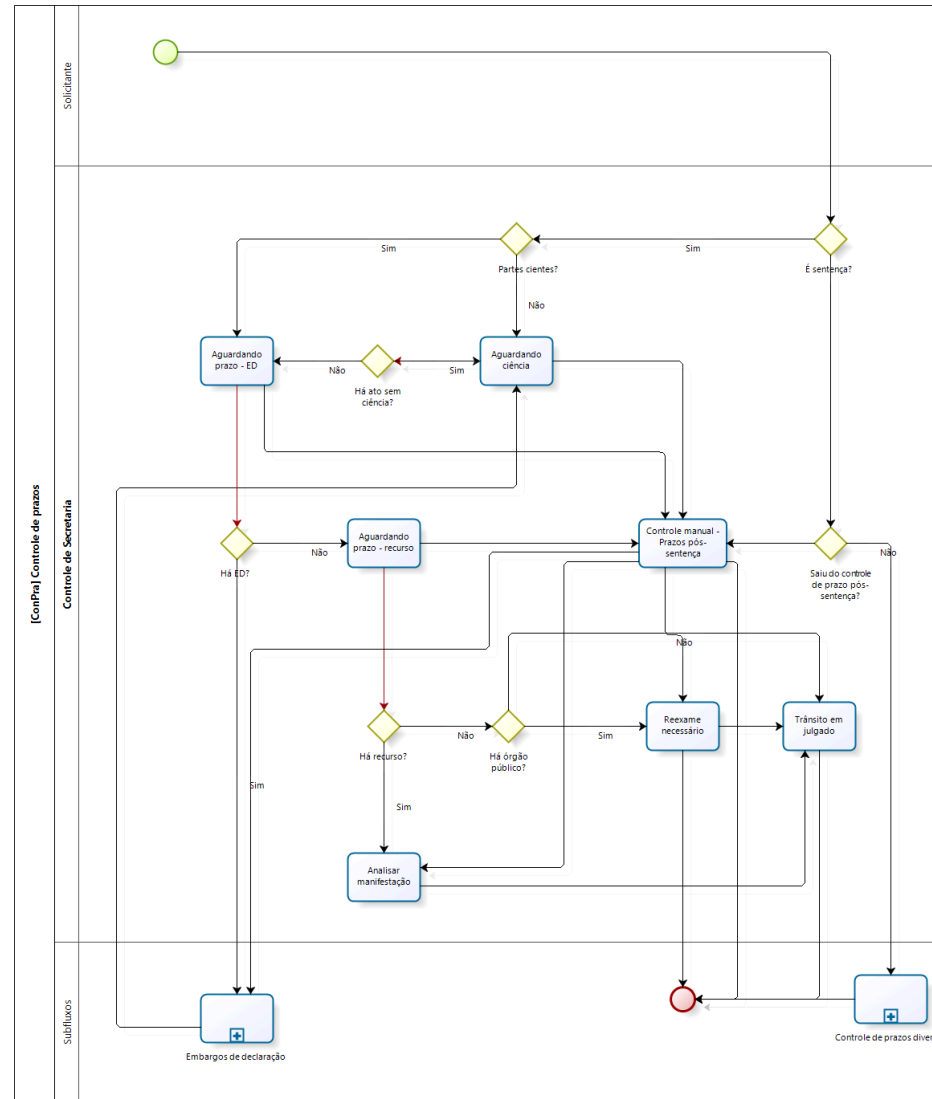 [ConPra] Controle de prazos
Solicitante
Controle de Secretaria
Subfluxos
Sim
Partes cientes?
Sim
É sentença?
Não
Aguardando
prazo - ED
Não
Há ato sem
ciência?
Sim
Aguardando
ciência
Há ED?
Não
Aguardando
prazo - recurso
Controle manual -
Prazos pós-
sentença
Saiu do controle
de prazo pós-
sentença?
Não
Não
Há recurso?
Não
Há órgão
público?
Sim
Reexame
necessário
Trânsito em
julgado
Sim
Sim
Analisar
manifestação
Embargos de declaração
Controle de prazos diver